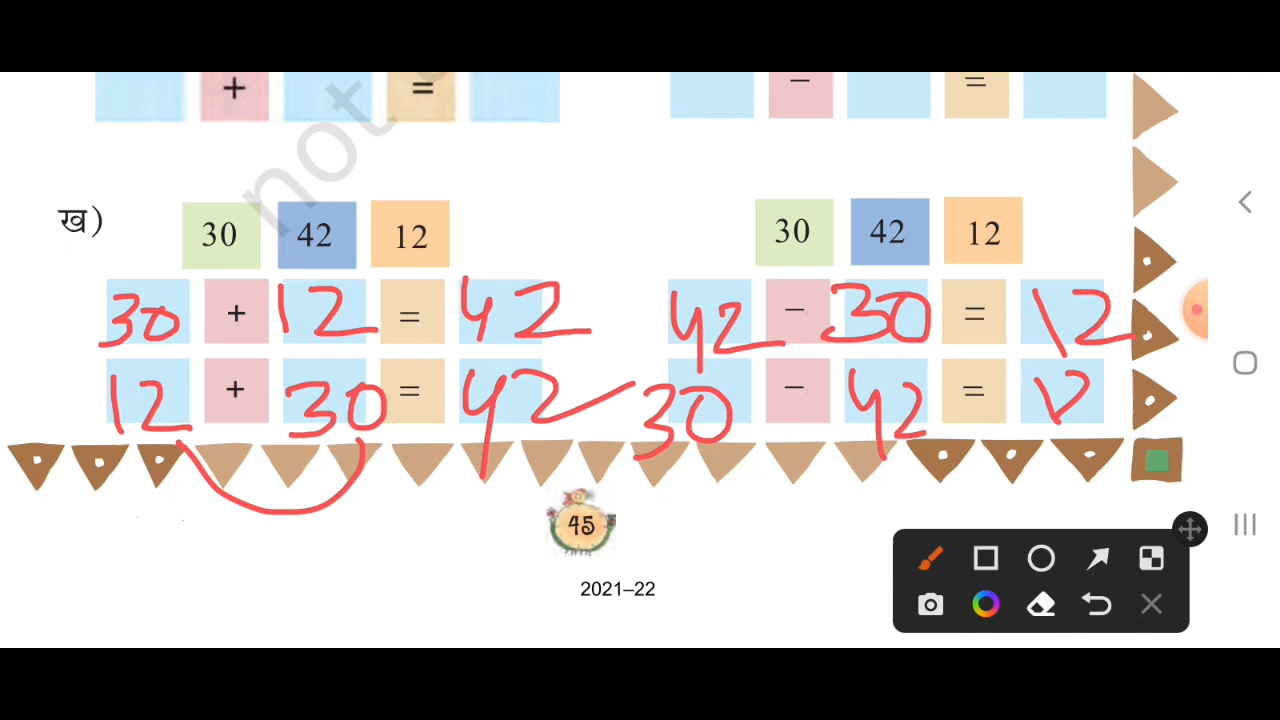 + = − =
not
ख) 30 42 12 30 42 12
30 + 12 = 42 42 − 30 = 12
12 + 30 = 42 30 − 42 = 12
45
2021–22